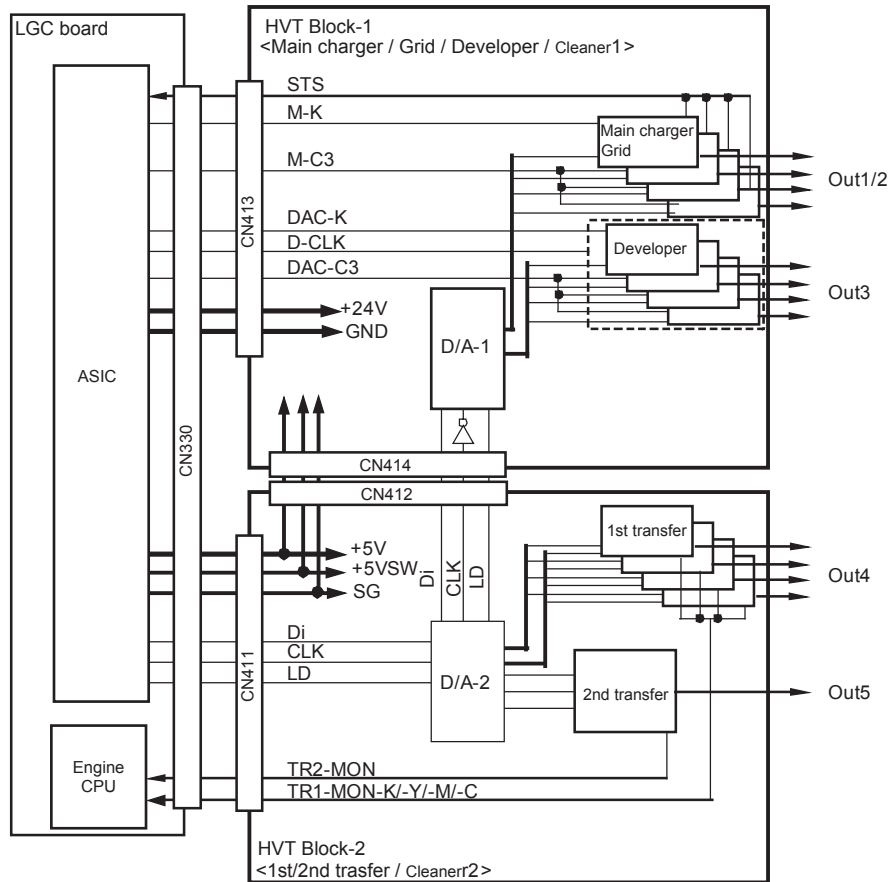 LGC board
HVT Block-1
<Main charger / Grid / Developer / Cleaner1>
STS
M-K
M-C3
DAC-K
D-CLK
DAC-C3
+24V
GND
CN413
CN330
ASIC
Main charger
Grid
Out1/2
Developer
Out3
D/A-1
CN414
CN412
+5V
+5VSW
SG
Di
CLK
LD
1st transfer
Out4
Di
CLK
LD
CN411
D/A-2
2nd transfer
Out5
Engine
CPU
TR2-MON
TR1-MON-K/-Y/-M/-C
HVT Block-2
<1st/2nd trasfer / Cleanerr2>